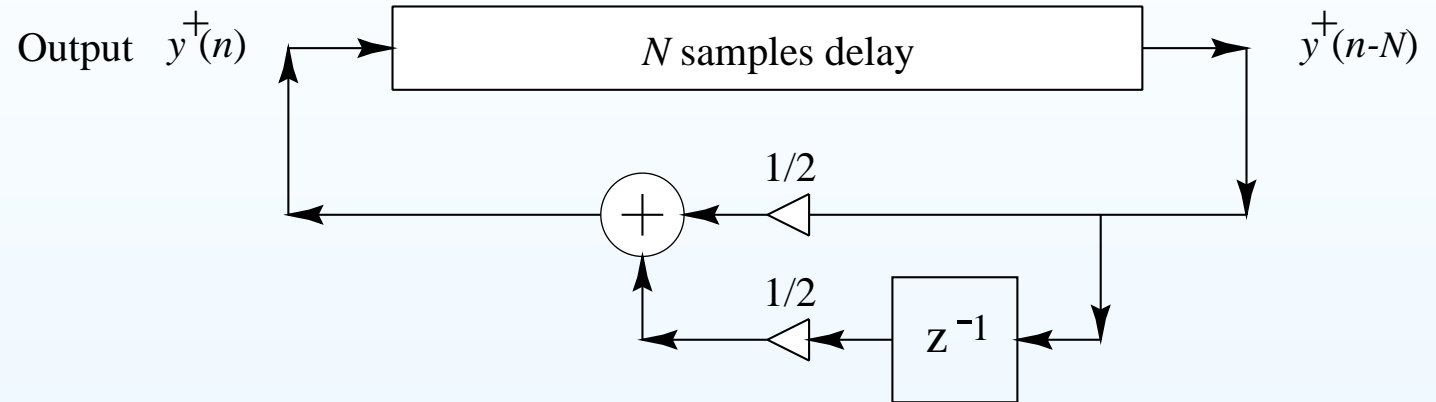 Output y⁺(n) N samples delay y⁺(n-N)
1/2
+
1/2
z⁻¹